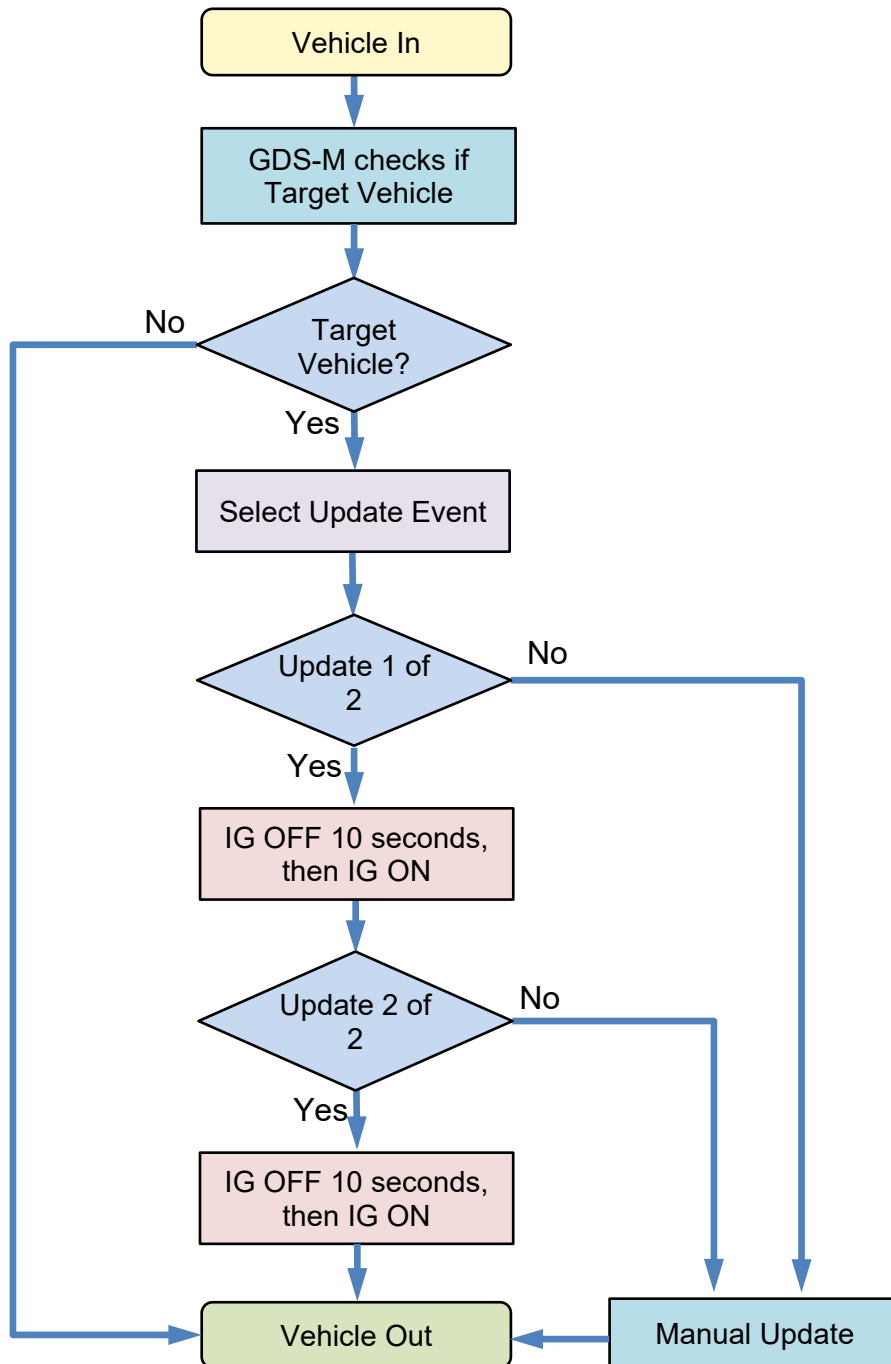 Vehicle In
GDS-M checks if
Target Vehicle
No
Target
Vehicle?
Yes
Select Update Event
No
Update 1 of
2
Yes
IG OFF 10 seconds,
then IG ON
No
Update 2 of
2
Yes
IG OFF 10 seconds,
then IG ON
Vehicle Out
Manual Update